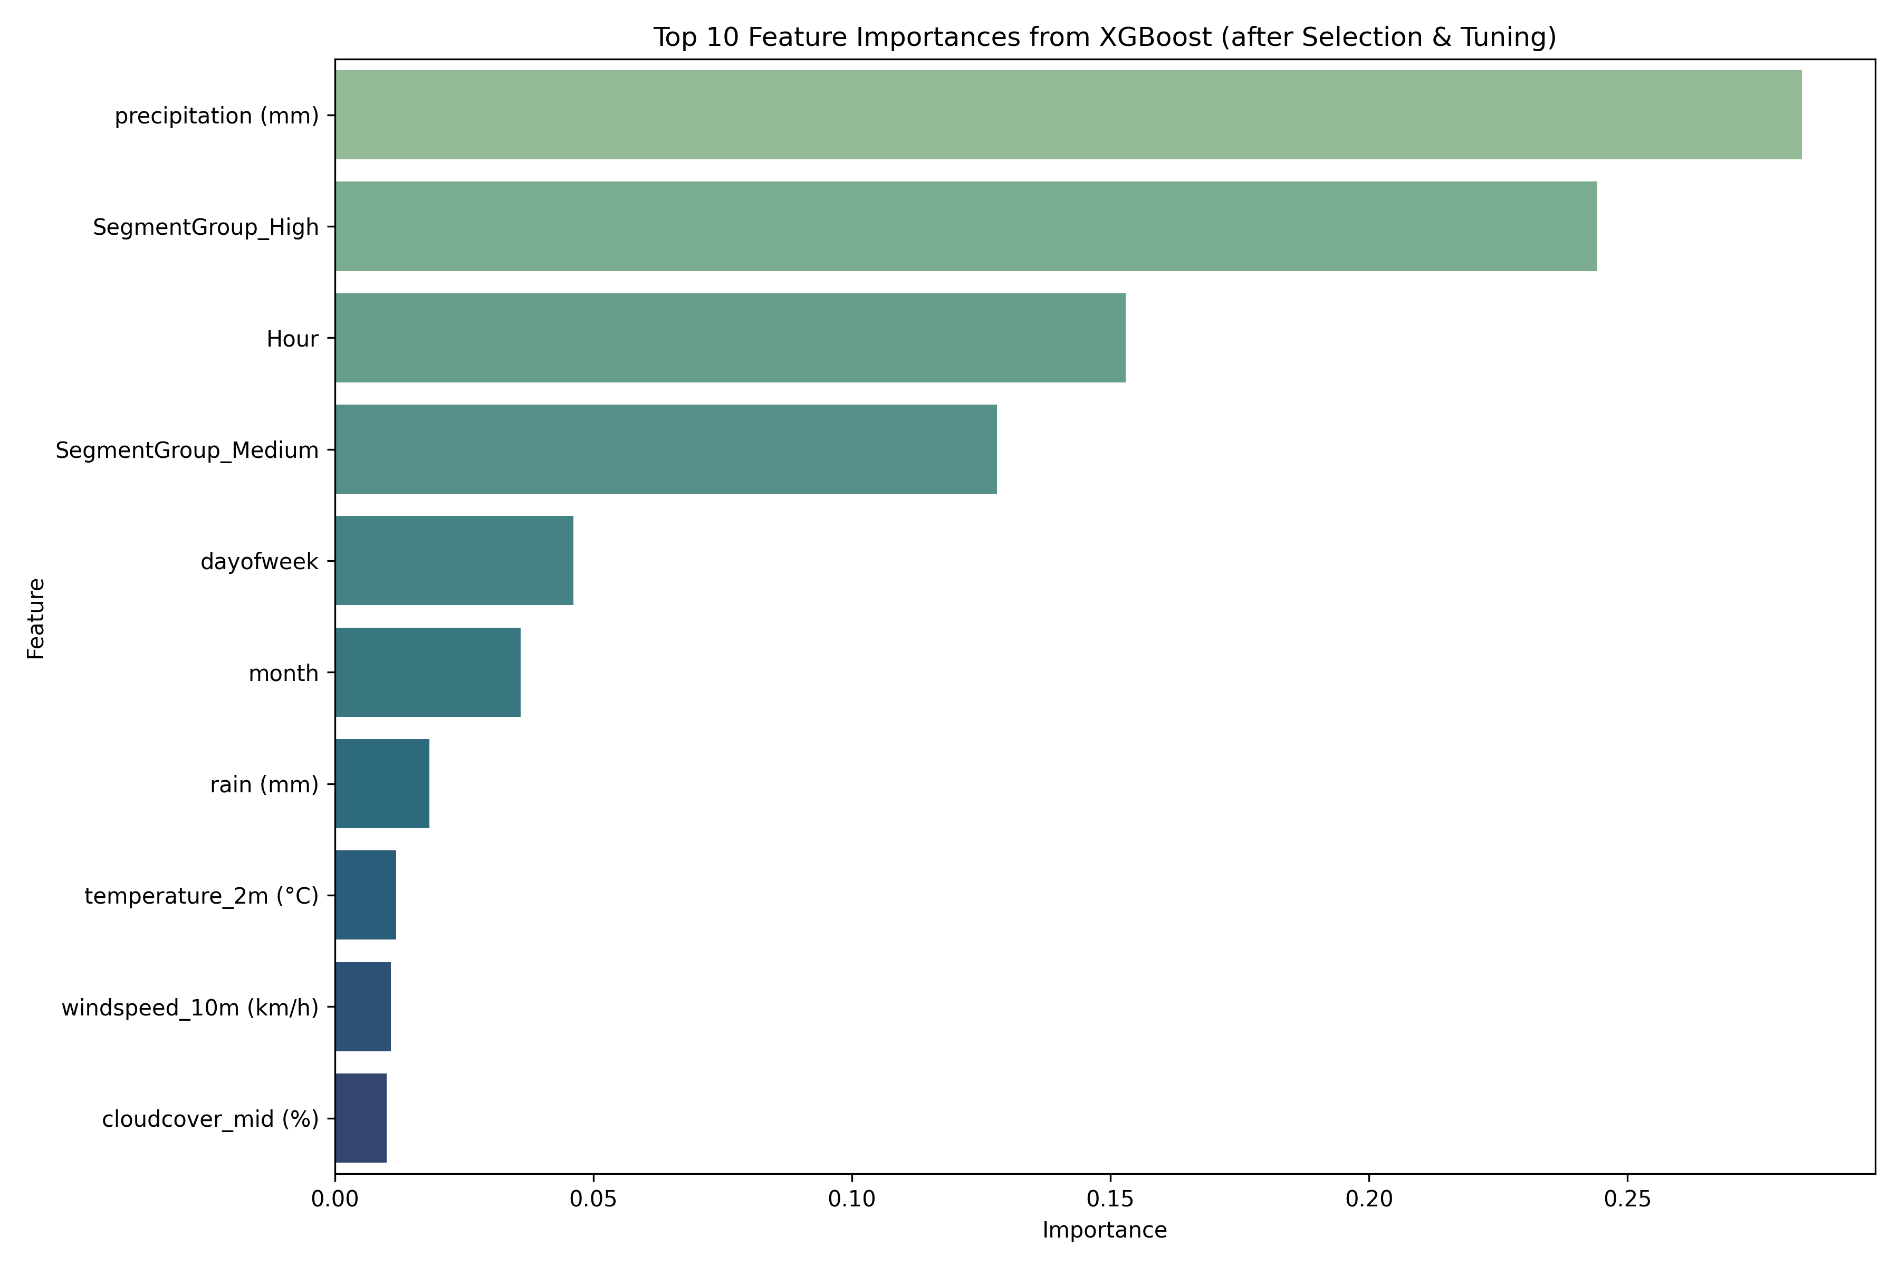 Top 10 Feature Importances from XGBoost (after Selection & Tuning)
precipitation (mm)
SegmentGroup_High
Hour
SegmentGroup_Medium
dayofweek
month
rain (mm)
temperature_2m (°C)
windspeed_10m (km/h)
cloudcover_mid (%)
Feature
0.00 0.05 0.10 0.15 0.20 0.25
Importance